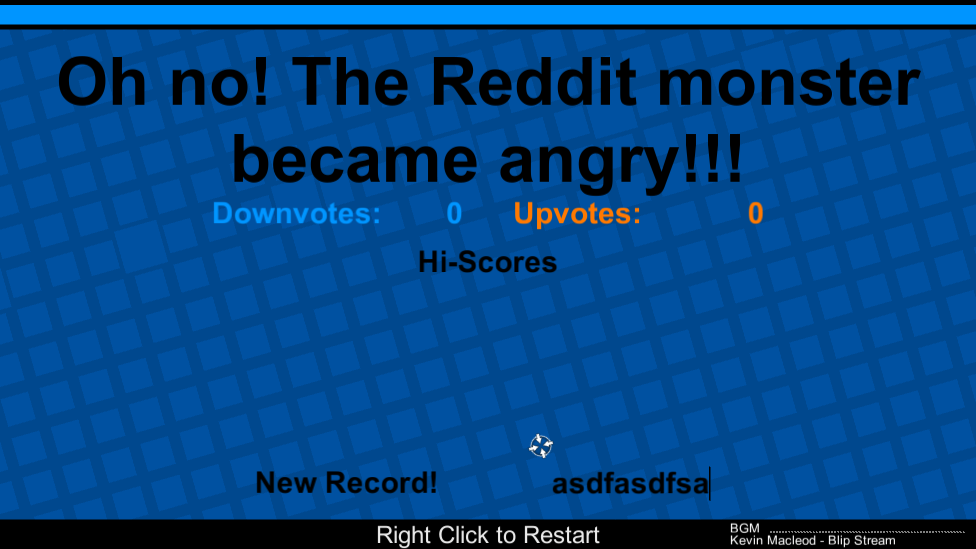 Oh no! The Reddit monster
became angry!!!
Downvotes: 0 Upvotes: 0
Hi-Scores
New Record! asdfasdfsa
Right Click to Restart
BGM
Kevin Macleod - Blip Stream